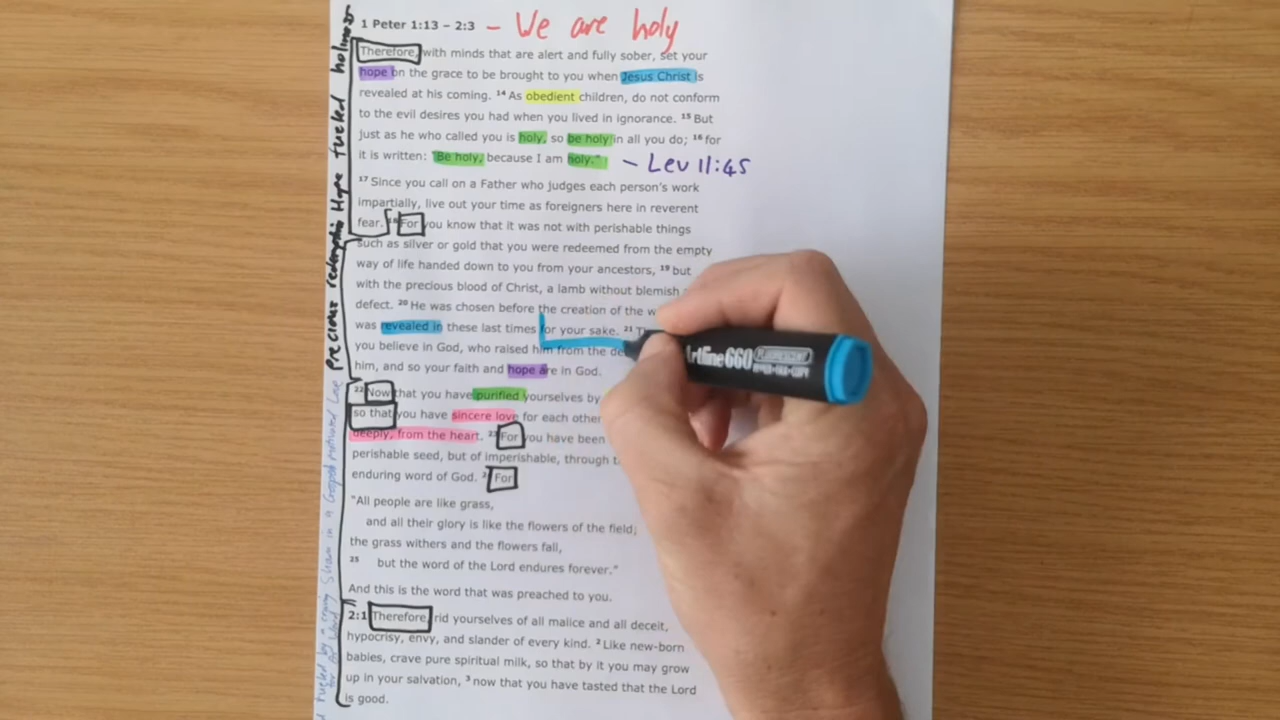 1 Peter 1:13 – 2:3 – We are holy
Therefore, with minds that are alert and fully sober, set your
hope on the grace to be brought to you when Jesus Christ is
revealed at his coming. 14 As obedient children, do not conform
to the evil desires you had when you lived in ignorance. 15 But
just as he who called you is holy, so be holy in all you do; 16 for
it is written: "Be holy, because I am holy." – Lev 11:45
17 Since you call on a Father who judges each person's work
impartially, live out your time as foreigners here in reverent
fear. 18 For you know that it was not with perishable things
such as silver or gold that you were redeemed from the empty
way of life handed down to you from your ancestors, 19 but
with the precious blood of Christ, a lamb without blemish
defect. 20 He was chosen before the creation of the w
was revealed in these last times for your sake. 21 T
you believe in God, who raised him from the de
him, and so your faith and hope are in God.
22 Now that you have purified yourselves by
so that you have sincere love for each other
deeply, from the heart. 23 For you have been
perishable seed, but of imperishable, through t
enduring word of God. 24 For
"All people are like grass,
and all their glory is like the flowers of the field;
the grass withers and the flowers fall,
25 but the word of the Lord endures forever."
And this is the word that was preached to you.
2:1 Therefore, rid yourselves of all malice and all deceit,
hypocrisy, envy, and slander of every kind. 2 Like new-born
babies, crave pure spiritual milk, so that by it you may grow
up in your salvation, 3 now that you have tasted that the Lord
is good.
Hope fueled holiness
Precious redemption
Share in a Gospel motivated Love
fueled by a craving
for the Word
Artline 660